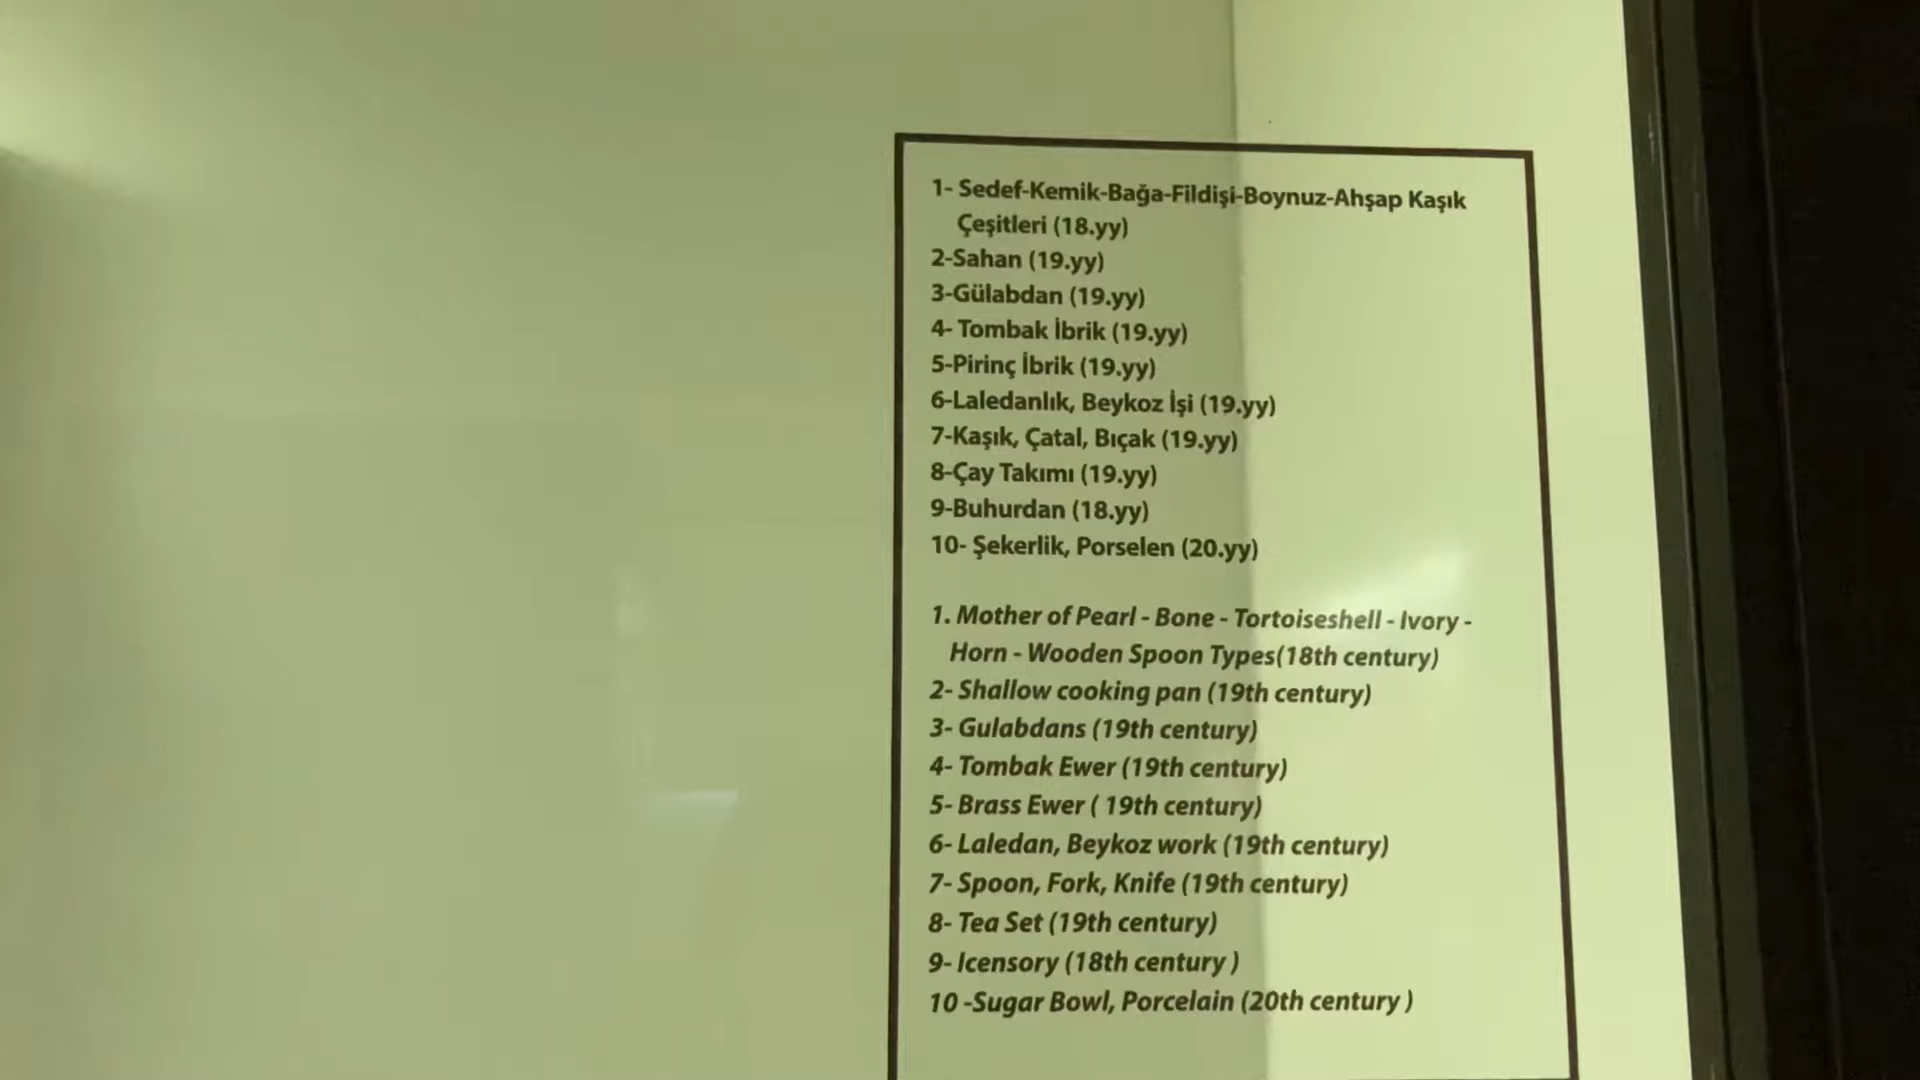 1- Sedef-Kemik-Bağa-Fildişi-Boynuz-Ahşap Kaşık
Çeşitleri (18.yy)
2-Sahan (19.yy)
3-Gülabdan (19.yy)
4- Tombak İbrik (19.yy)
5-Pirinç İbrik (19.yy)
6-Laledanlık, Beykoz İşi (19.yy)
7-Kaşık, Çatal, Bıçak (19.yy)
8-Çay Takımı (19.yy)
9-Buhurdan (18.yy)
10- Şekerlik, Porselen (20.yy)
1. Mother of Pearl - Bone - Tortoiseshell - Ivory -
Horn - Wooden Spoon Types(18th century)
2- Shallow cooking pan (19th century)
3- Gulabdans (19th century)
4- Tombak Ewer (19th century)
5- Brass Ewer ( 19th century)
6- Laledan, Beykoz work (19th century)
7- Spoon, Fork, Knife (19th century)
8- Tea Set (19th century)
9- Icensory (18th century )
10 -Sugar Bowl, Porcelain (20th century )